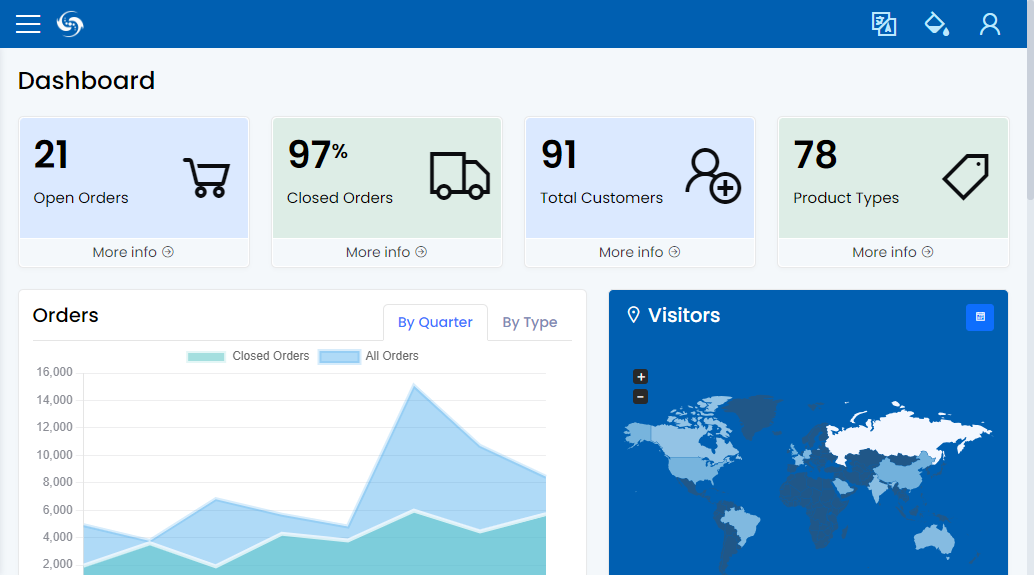 Dashboard
21
Open Orders
More info
97%
Closed Orders
More info
91
Total Customers
More info
78
Product Types
More info
Orders
By Quarter
By Type
Closed Orders
All Orders
16,000
14,000
12,000
10,000
8,000
6,000
4,000
2,000
Visitors
+
−